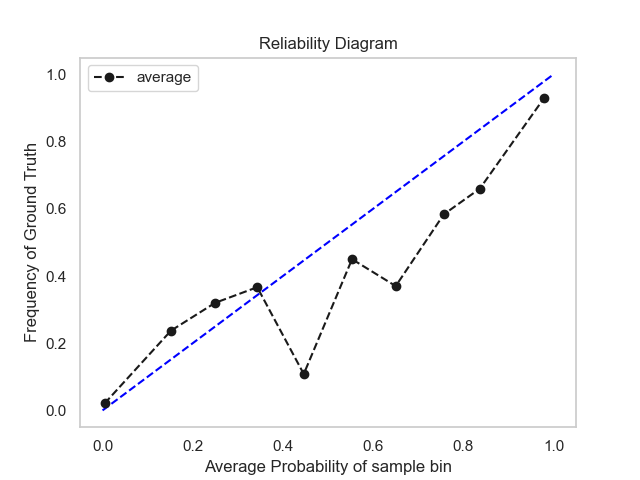 Reliability Diagram
average
Frequency of Ground Truth
1.0
0.8
0.6
0.4
0.2
0.0
0.0 0.2 0.4 0.6 0.8 1.0
Average Probability of sample bin